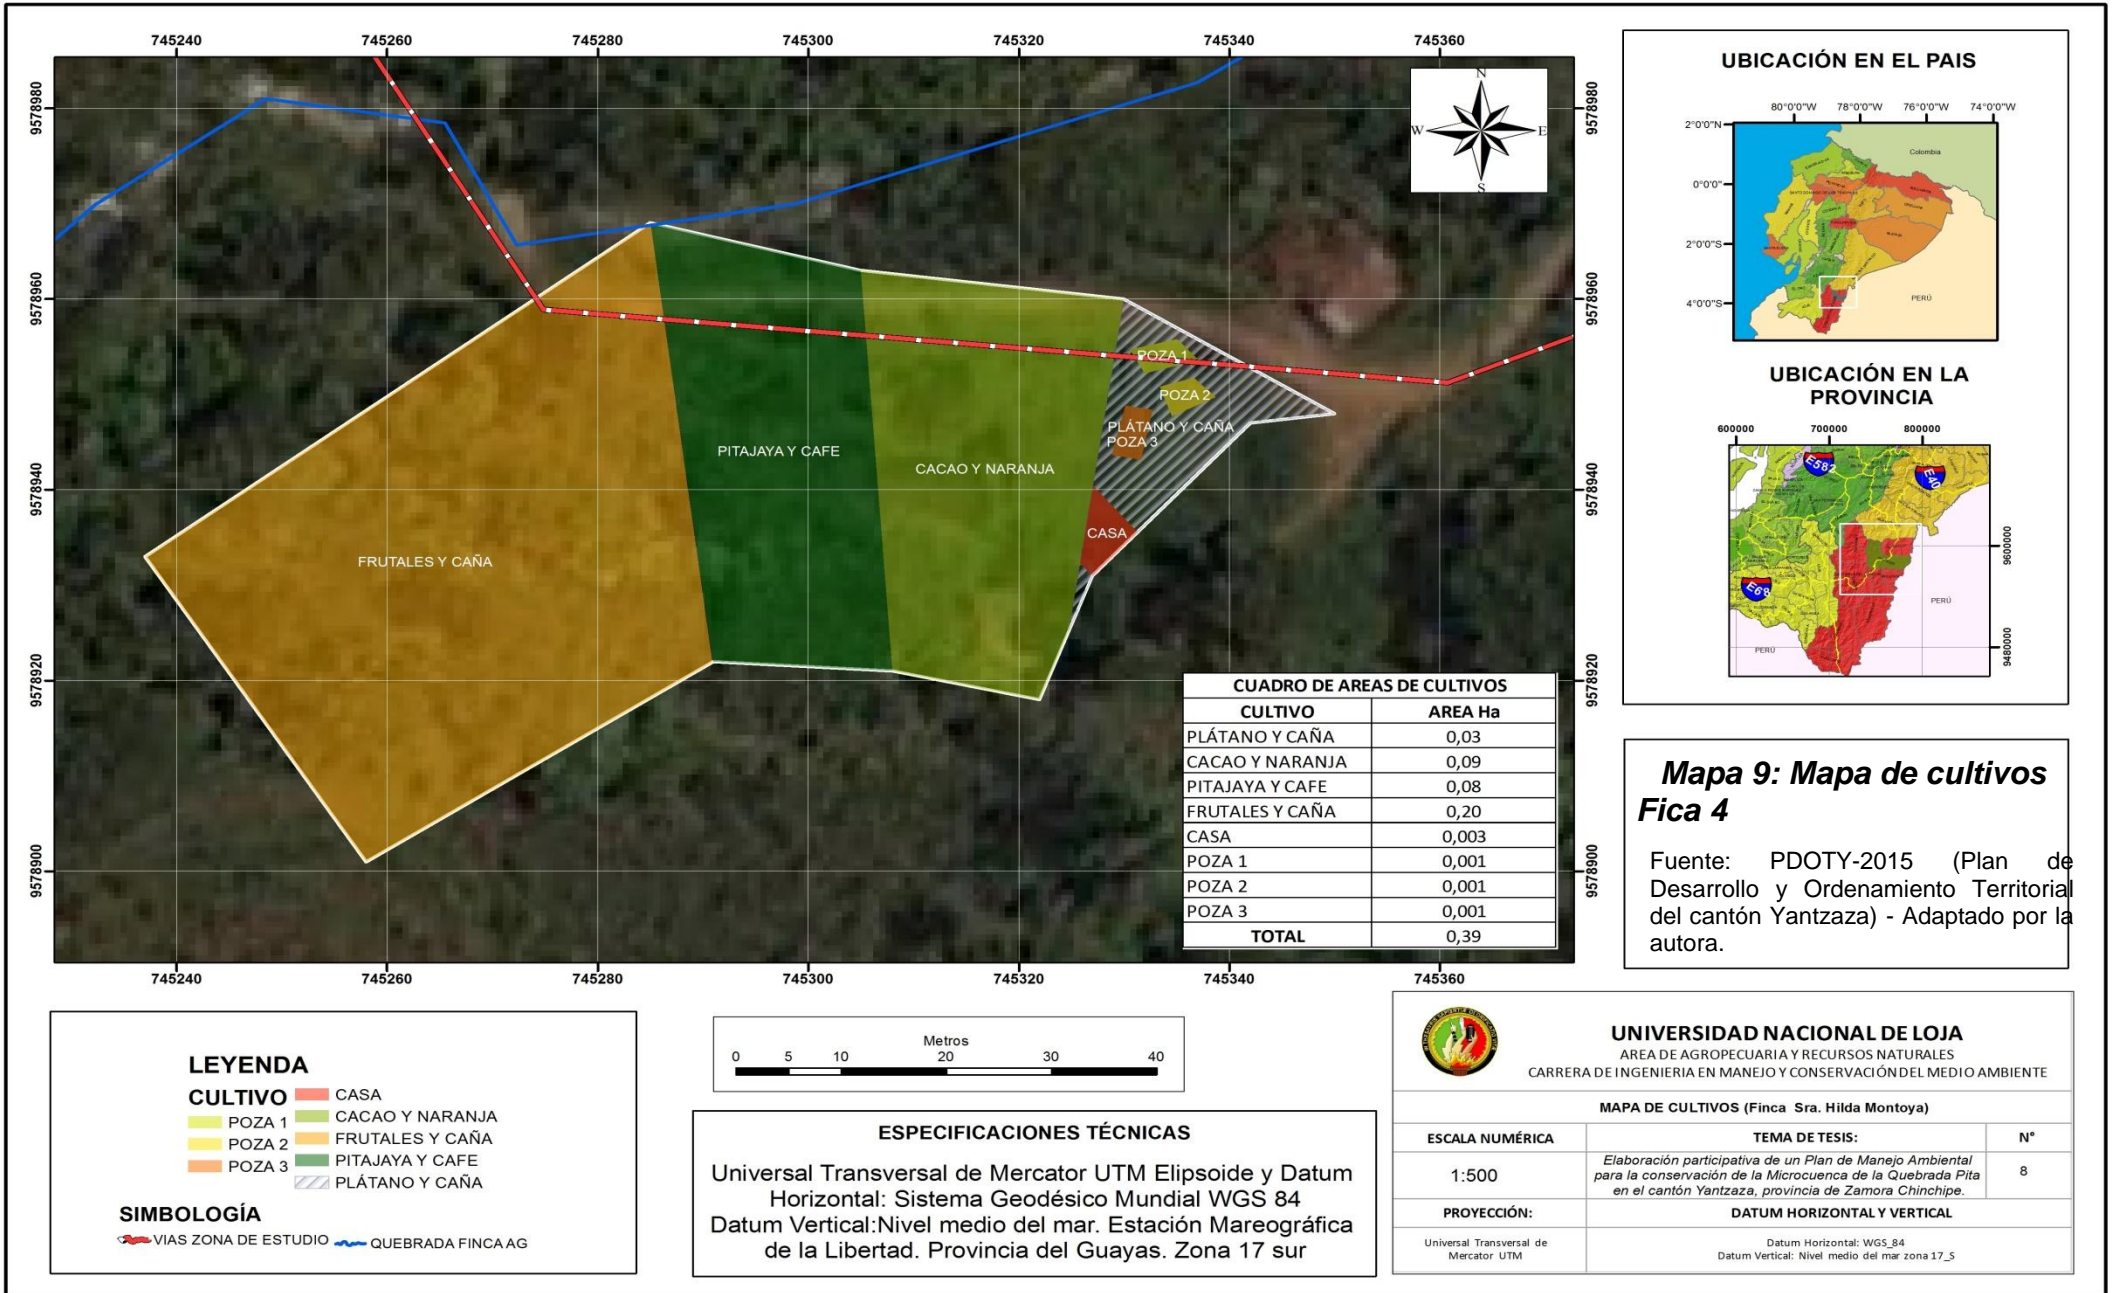 745240 745260 745280 745300 745320 745340 745360
9578980 9578980
9578960 9578960
9578940 9578940
9578920 9578920
9578900 9578900
N
W E
S
POZA 1
POZA 2
PLÁTANO Y CAÑA
POZA 3
PITAJAYA Y CAFE
CACAO Y NARANJA
CASA
FRUTALES Y CAÑA
CUADRO DE AREAS DE CULTIVOS
CULTIVO AREA Ha
PLÁTANO Y CAÑA 0,03
CACAO Y NARANJA 0,09
PITAJAYA Y CAFE 0,08
FRUTALES Y CAÑA 0,20
CASA 0,003
POZA 1 0,001
POZA 2 0,001
POZA 3 0,001
TOTAL 0,39
745240 745260 745280 745300 745320 745340 745360
UBICACIÓN EN EL PAIS
80°0'0"W 78°0'0"W 76°0'0"W 74°0'0"W
2°0'0"N
0°0'0"
2°0'0"S
4°0'0"S
Colombia
PERÚ
UBICACIÓN EN LA
PROVINCIA
600000 700000 800000
E582
E40
E68
9600000
9480000
PERÚ
PERÚ
Mapa 9: Mapa de cultivos
Fica 4
Fuente: PDOTY-2015 (Plan de
Desarrollo y Ordenamiento Territorial
del cantón Yantzaza) - Adaptado por la
autora.
LEYENDA
CULTIVO
POZA 1
POZA 2
POZA 3
CASA
CACAO Y NARANJA
FRUTALES Y CAÑA
PITAJAYA Y CAFE
PLÁTANO Y CAÑA
SIMBOLOGÍA
VIAS ZONA DE ESTUDIO QUEBRADA FINCA AG
Metros
0 5 10 20 30 40
ESPECIFICACIONES TÉCNICAS
Universal Transversal de Mercator UTM Elipsoide y Datum
Horizontal: Sistema Geodésico Mundial WGS 84
Datum Vertical:Nivel medio del mar. Estación Mareográfica
de la Libertad. Provincia del Guayas. Zona 17 sur
UNIVERSIDAD NACIONAL DE LOJA
AREA DE AGROPECUARIA Y RECURSOS NATURALES
CARRERA DE INGENIERIA EN MANEJO Y CONSERVACIÓN DEL MEDIO AMBIENTE
MAPA DE CULTIVOS (Finca Sra. Hilda Montoya)
ESCALA NUMÉRICA TEMA DE TESIS: N°
1:500
Elaboración participativa de un Plan de Manejo Ambiental
para la conservación de la Microcuenca de la Quebrada Pita
en el cantón Yantzaza, provincia de Zamora Chinchipe.
8
PROYECCIÓN: DATUM HORIZONTAL Y VERTICAL
Universal Transversal de
Mercator UTM
Datum Horizontal: WGS_84
Datum Vertical: Nivel medio del mar zona 17_S